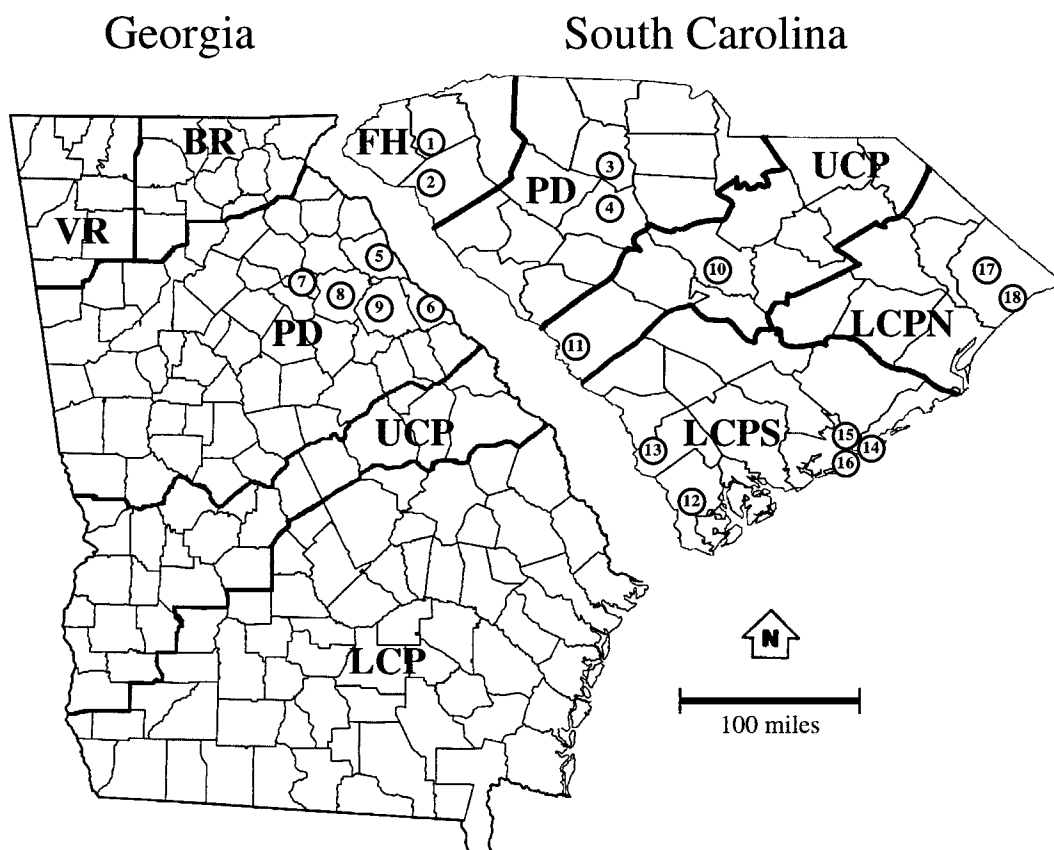 Georgia
South Carolina
BR
VR
PD
UCP
LCP
5
7
8
9
6
FH
1
2
PD
3
4
UCP
10
11
17
18
LCPN
LCPS
13
15
14
16
12
N
100 miles